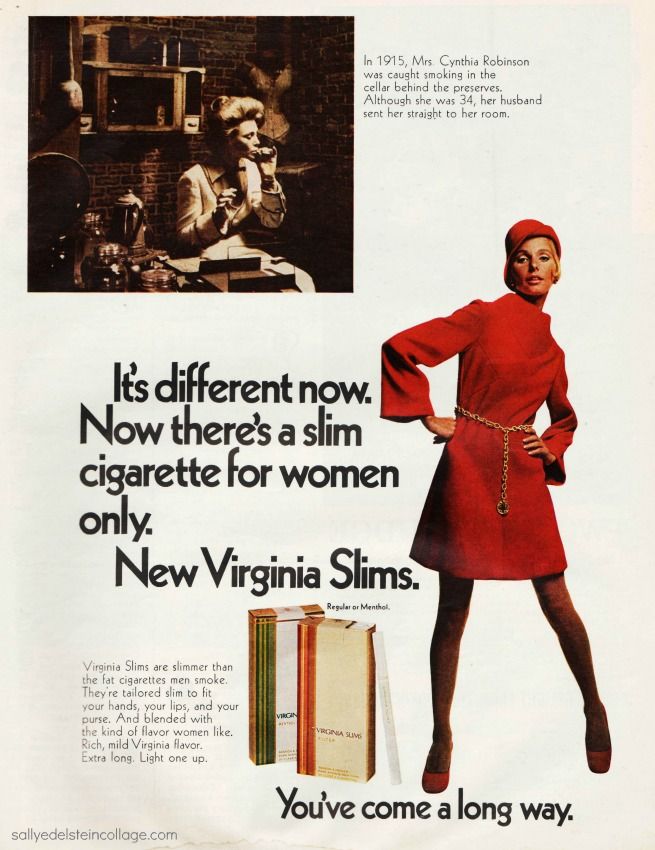 In 1915, Mrs. Cynthia Robinson
was caught smoking in the
cellar behind the preserves.
Although she was 34, her husband
sent her straight to her room.
It's different now.
Now there's a slim
cigarette for women
only.
New Virginia Slims.
Regular or Menthol.
Virginia Slims are slimmer than
the fat cigarettes men smoke.
They're tailored slim to fit
your hands, your lips, and your
purse. And blended with
the kind of flavor women like.
Rich, mild Virginia flavor.
Extra long. Light one up.
VIRGIN
MENTHOL
VIRGINIA SLIMS
FILTER
You've come a long way.
sallyedelsteincollage.com